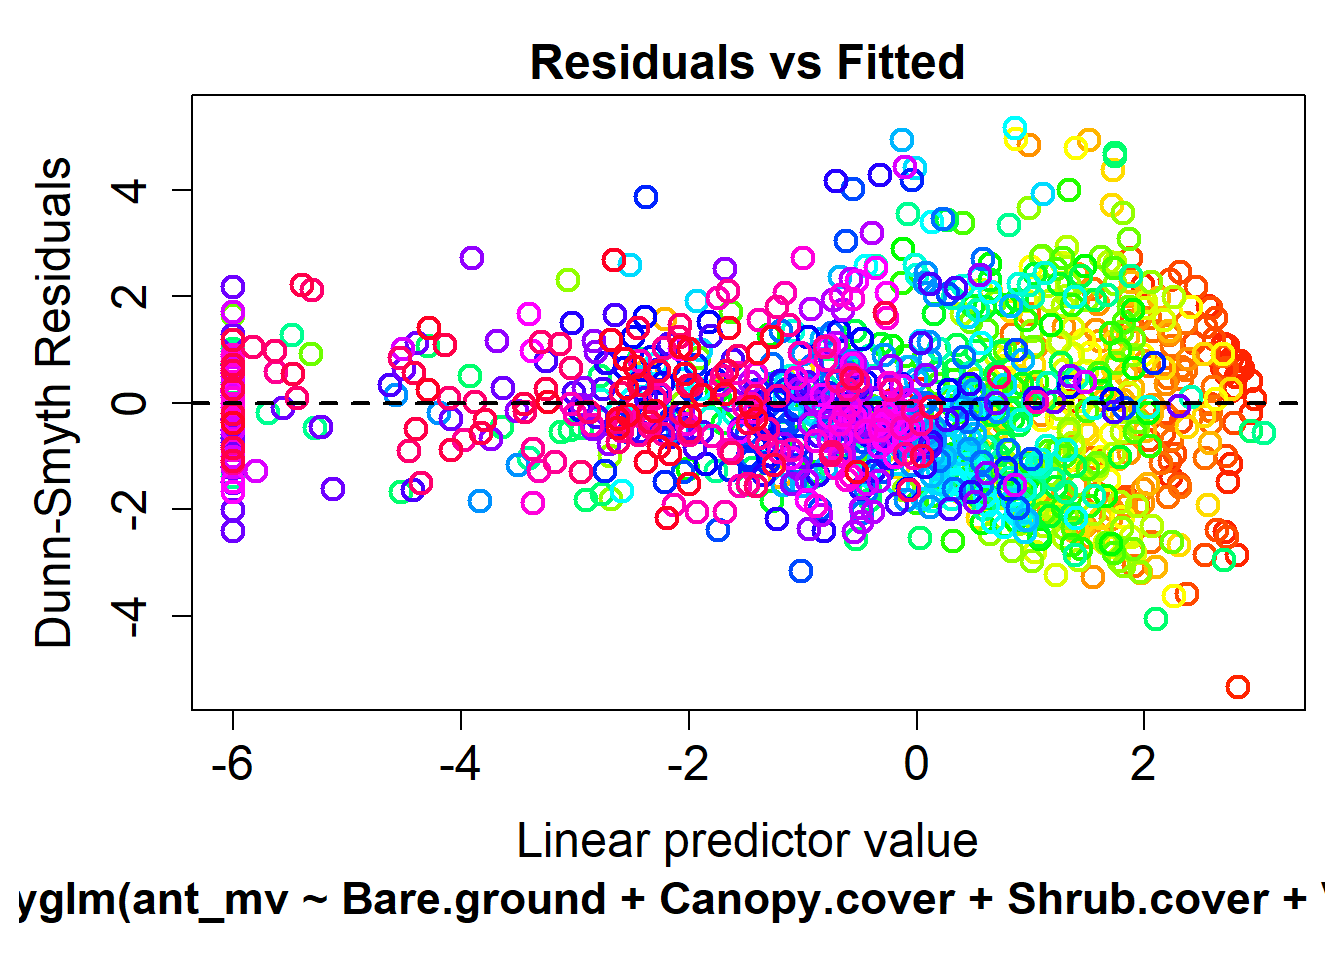 Residuals vs Fitted
Dunn-Smyth Residuals
4
2
0
-2
-4
-6 -4 -2 0 2
Linear predictor value
yglm(ant_mv ~ Bare.ground + Canopy.cover + Shrub.cover +